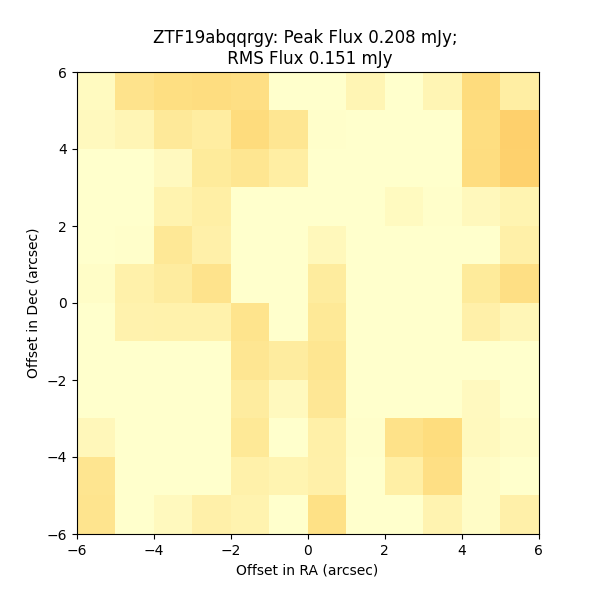 ZTF19abqqrgy: Peak Flux 0.208 mJy;
RMS Flux 0.151 mJy
6
4
2
0
−2
−4
−6
Offset in Dec (arcsec)
−6 −4 −2 0 2 4 6
Offset in RA (arcsec)